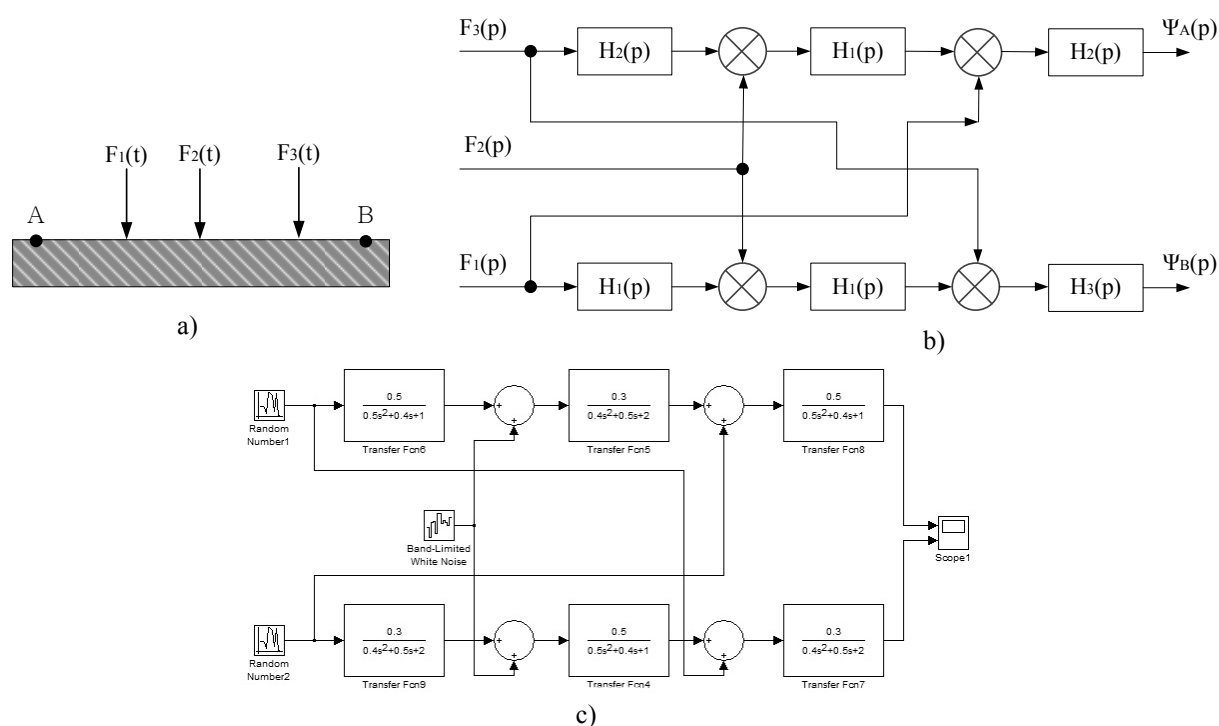 F₃(p)
H₂(p)
H₁(p)
H₂(p)
Ψ_A(p)
F₂(p)
F₁(p)
H₁(p)
H₁(p)
H₃(p)
Ψ_B(p)
F₁(t)
F₂(t)
F₃(t)
A
B
a)
b)
Random
Number1
0.5
0.5s²+0.4s+1
Transfer Fcn6
+
+
0.3
0.4s²+0.5s+2
Transfer Fcn5
+
+
0.5
0.5s²+0.4s+1
Transfer Fcn8
Band-Limited
White Noise
Scope1
Random
Number2
0.3
0.4s²+0.5s+2
Transfer Fcn9
+
+
0.5
0.5s²+0.4s+1
Transfer Fcn4
+
+
0.3
0.4s²+0.5s+2
Transfer Fcn7
c)